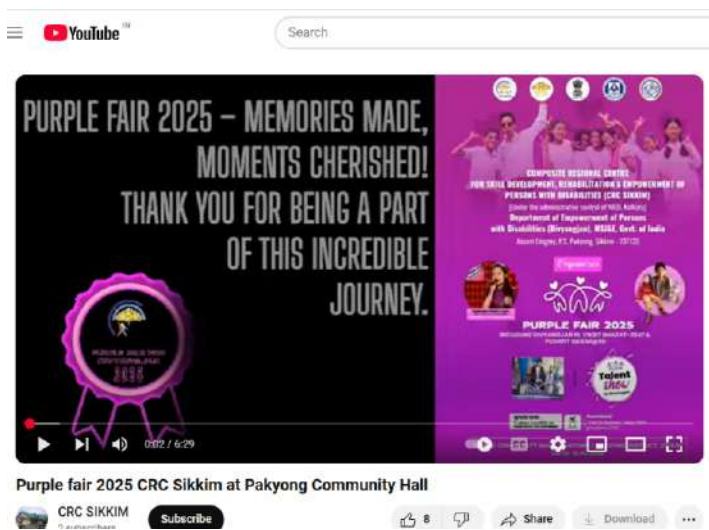 YouTube IN
Search
PURPLE FAIR 2025 – MEMORIES MADE,
MOMENTS CHERISHED!
THANK YOU FOR BEING A PART
OF THIS INCREDIBLE
JOURNEY.
COMPOSITE REGIONAL CENTRE
FOR SKILL DEVELOPMENT, REHABILITATION & EMPOWERMENT OF
PERSONS WITH DISABILITIES (CRC SIKKIM)
Department of Empowerment of Persons
with Disabilities (Divyangjan), MSJ&E, Govt. of India
PURPLE FAIR 2025
Talent
show
0:02 / 6:29
Purple fair 2025 CRC Sikkim at Pakyong Community Hall
CRC SIKKIM
2 subscribers
Subscribe
8
Share
Download